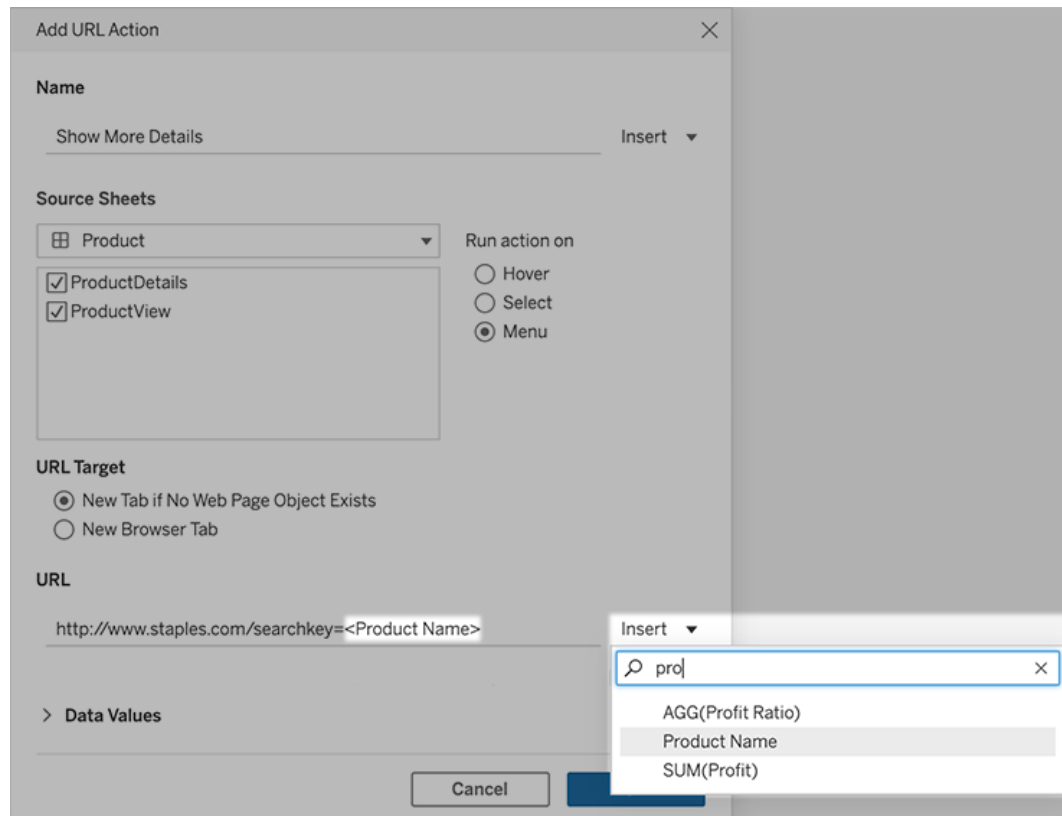 Add URL Action
Name
Show More Details
Insert
Source Sheets
Product
Run action on
ProductDetails
ProductView
Hover
Select
Menu
URL Target
New Tab if No Web Page Object Exists
New Browser Tab
URL
http://www.staples.com/searchkey=<Product Name>
Insert
pro
AGG(Profit Ratio)
Product Name
SUM(Profit)
Data Values
Cancel